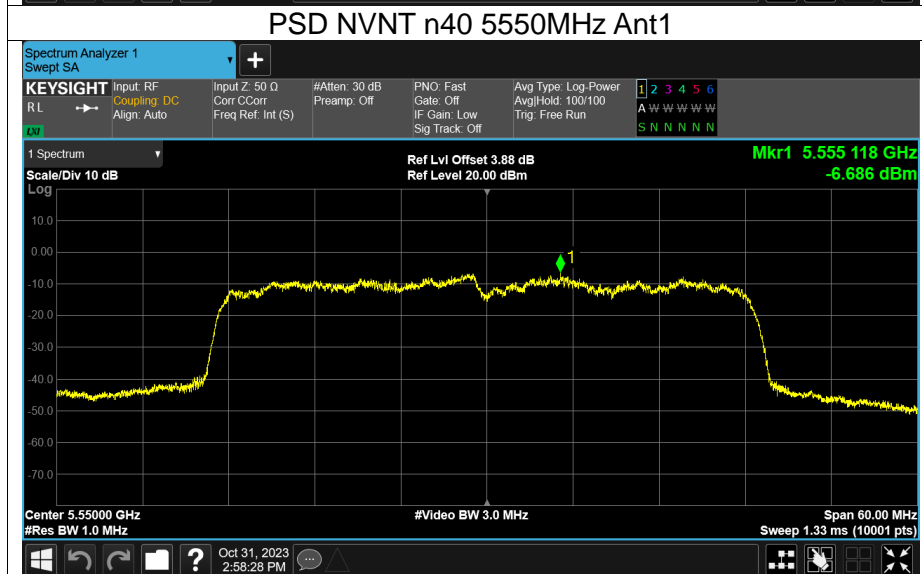 PSD NVNT n40 5550MHz Ant1
Spectrum Analyzer 1
Swept SA
+
KEYSIGHT
R L
LXI
Input: RF
Coupling: DC
Align: Auto
Input Z: 50 Ω
Corr CCorr
Freq Ref: Int (S)
#Atten: 30 dB
Preamp: Off
PNO: Fast
Gate: Off
IF Gain: Low
Sig Track: Off
Avg Type: Log-Power
Avg|Hold: 100/100
Trig: Free Run
1 2 3 4 5 6
A W W W W W
S N N N N N
1 Spectrum
Scale/Div 10 dB
Log
Ref Lvl Offset 3.88 dB
Ref Level 20.00 dBm
Mkr1 5.555 118 GHz
-6.686 dBm
10.0
0.00
-10.0
-20.0
-30.0
-40.0
-50.0
-60.0
-70.0
1
Center 5.55000 GHz
#Res BW 1.0 MHz
#Video BW 3.0 MHz
Span 60.00 MHz
Sweep 1.33 ms (10001 pts)
?
Oct 31, 2023
2:58:28 PM